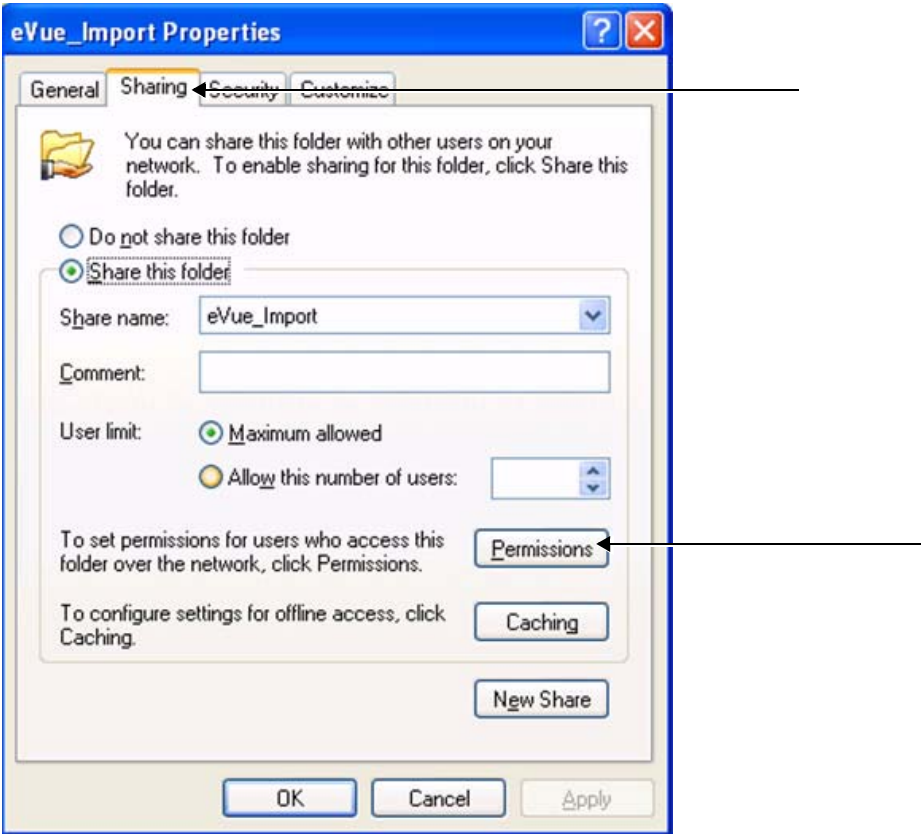 eVue_Import Properties
General Sharing Security Customize
You can share this folder with other users on your
network. To enable sharing for this folder, click Share this
folder.
Do not share this folder
Share this folder
Share name: eVue_Import
Comment:
User limit: Maximum allowed
Allow this number of users:
To set permissions for users who access this
folder over the network, click Permissions.
Permissions
To configure settings for offline access, click
Caching.
Caching
New Share
OK Cancel Apply